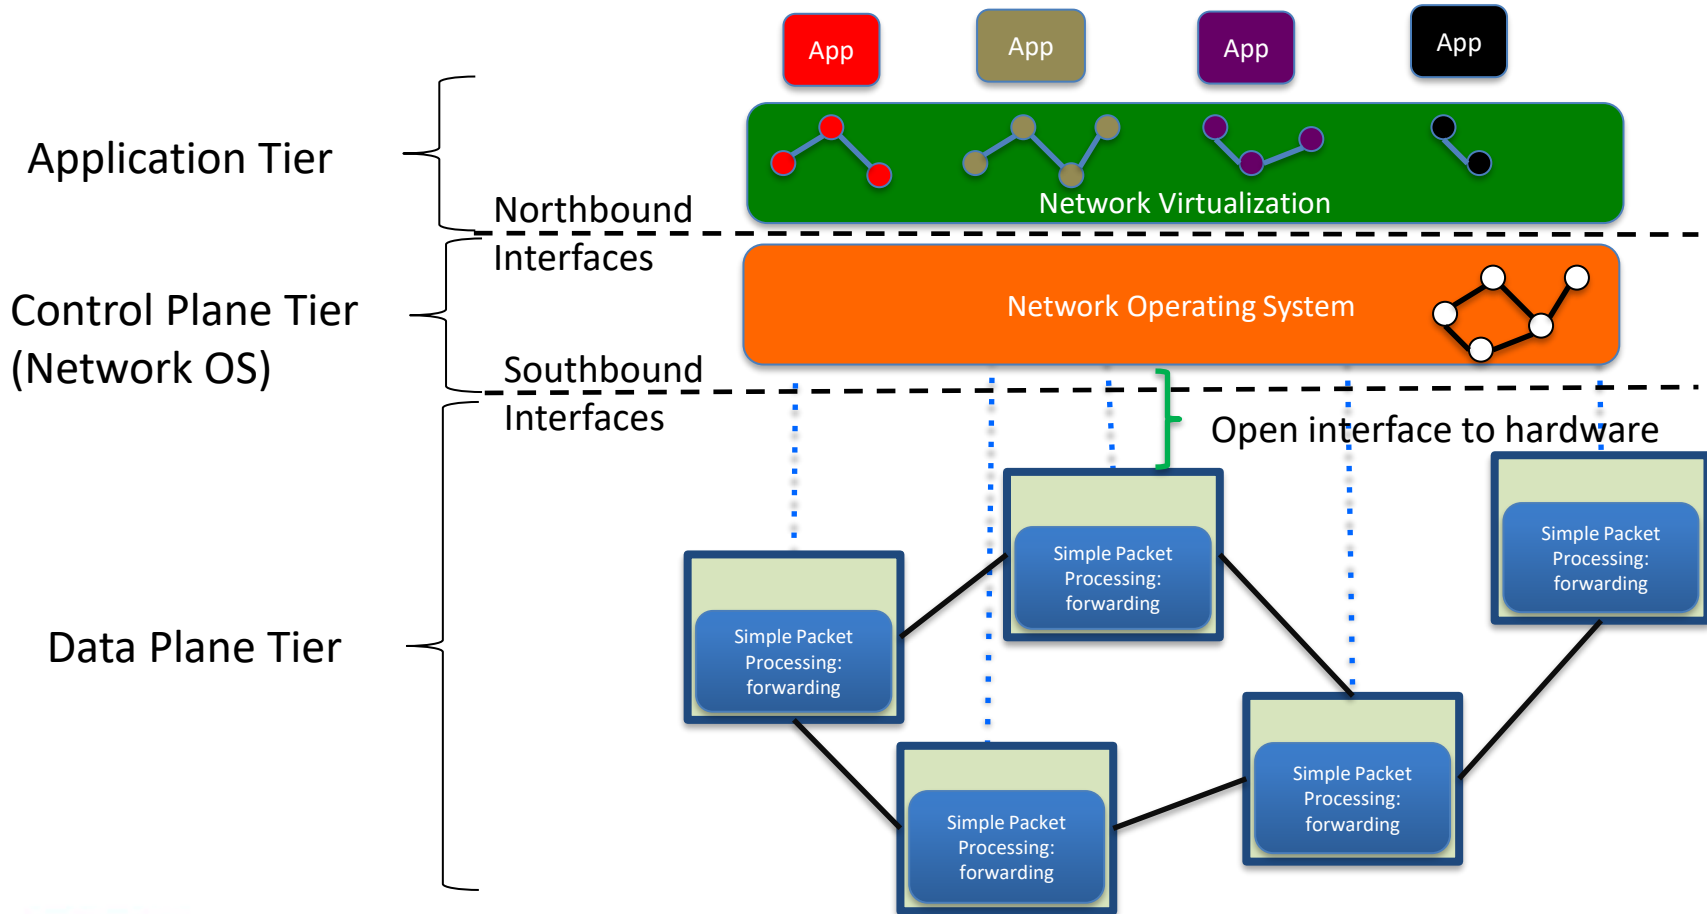 App
App
App
App
Application Tier
Network Virtualization
Northbound
Interfaces
Control Plane Tier
(Network OS)
Network Operating System
Southbound
Interfaces
Open interface to hardware
Data Plane Tier
Simple Packet
Processing:
forwarding
Simple Packet
Processing:
forwarding
Simple Packet
Processing:
forwarding
Simple Packet
Processing:
forwarding
Simple Packet
Processing:
forwarding